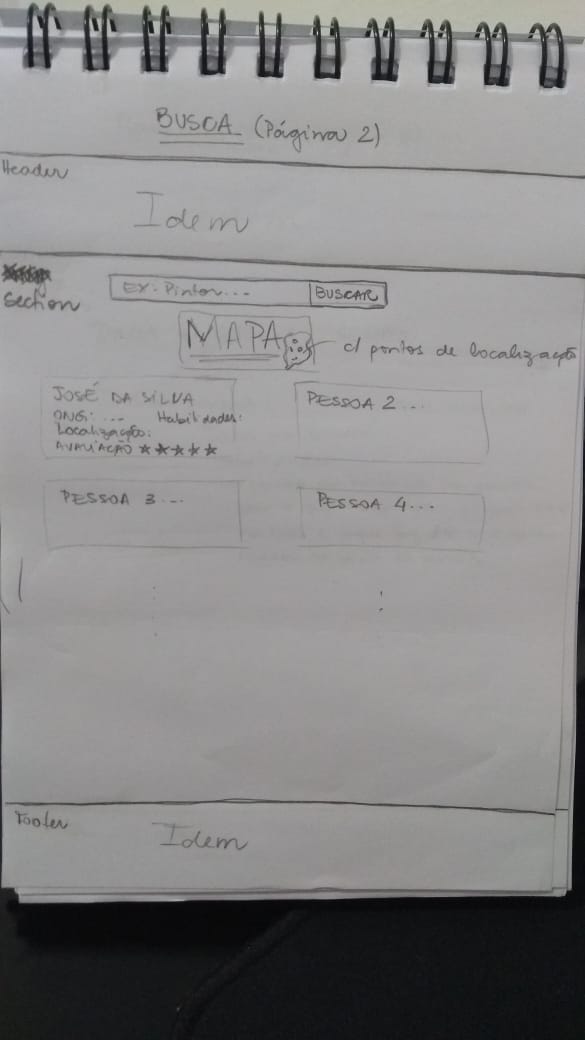 BUSCA (Página 2)
Header
Idem
Section
Ex: Pintor... BUSCAR
MAPA c/ pontos de localização
JOSÉ DA SILVA
ONG: ... Habilidades:
Localização:
AVALIAÇÃO ★★★★★
PESSOA 2...
PESSOA 3...
PESSOA 4...
Footer
Idem